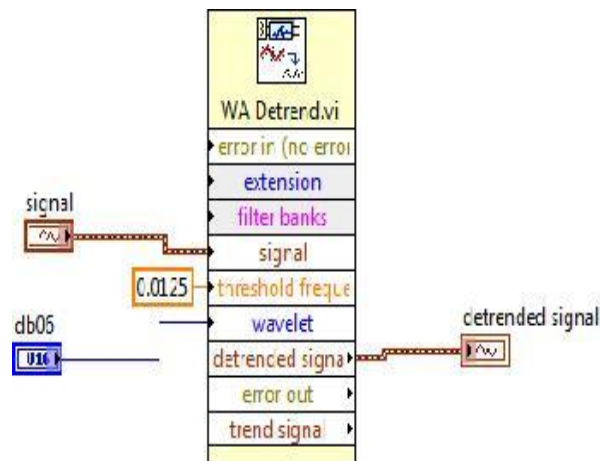 WA Detrend.vi
error in (no error
extension
filter banks
signal
signal
0.0125
threshold freque
db06
wavelet
U16
detrended signa
detrended signal
error out
trend signal